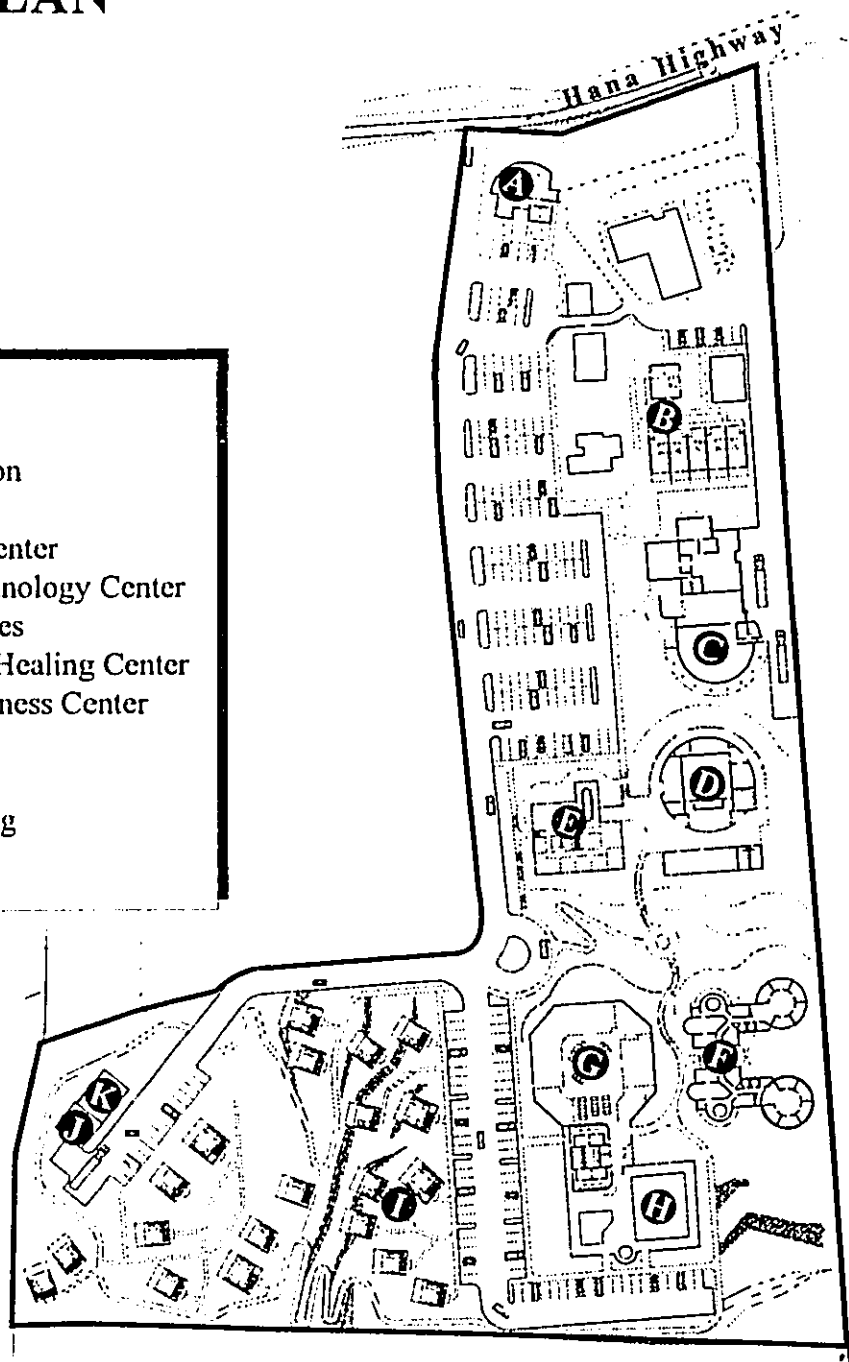 LAN
Hana Highway
A
on
B
enter
nology Center
es
Healing Center
ness Center
C
D
g
E
G
F
K
J
I
H